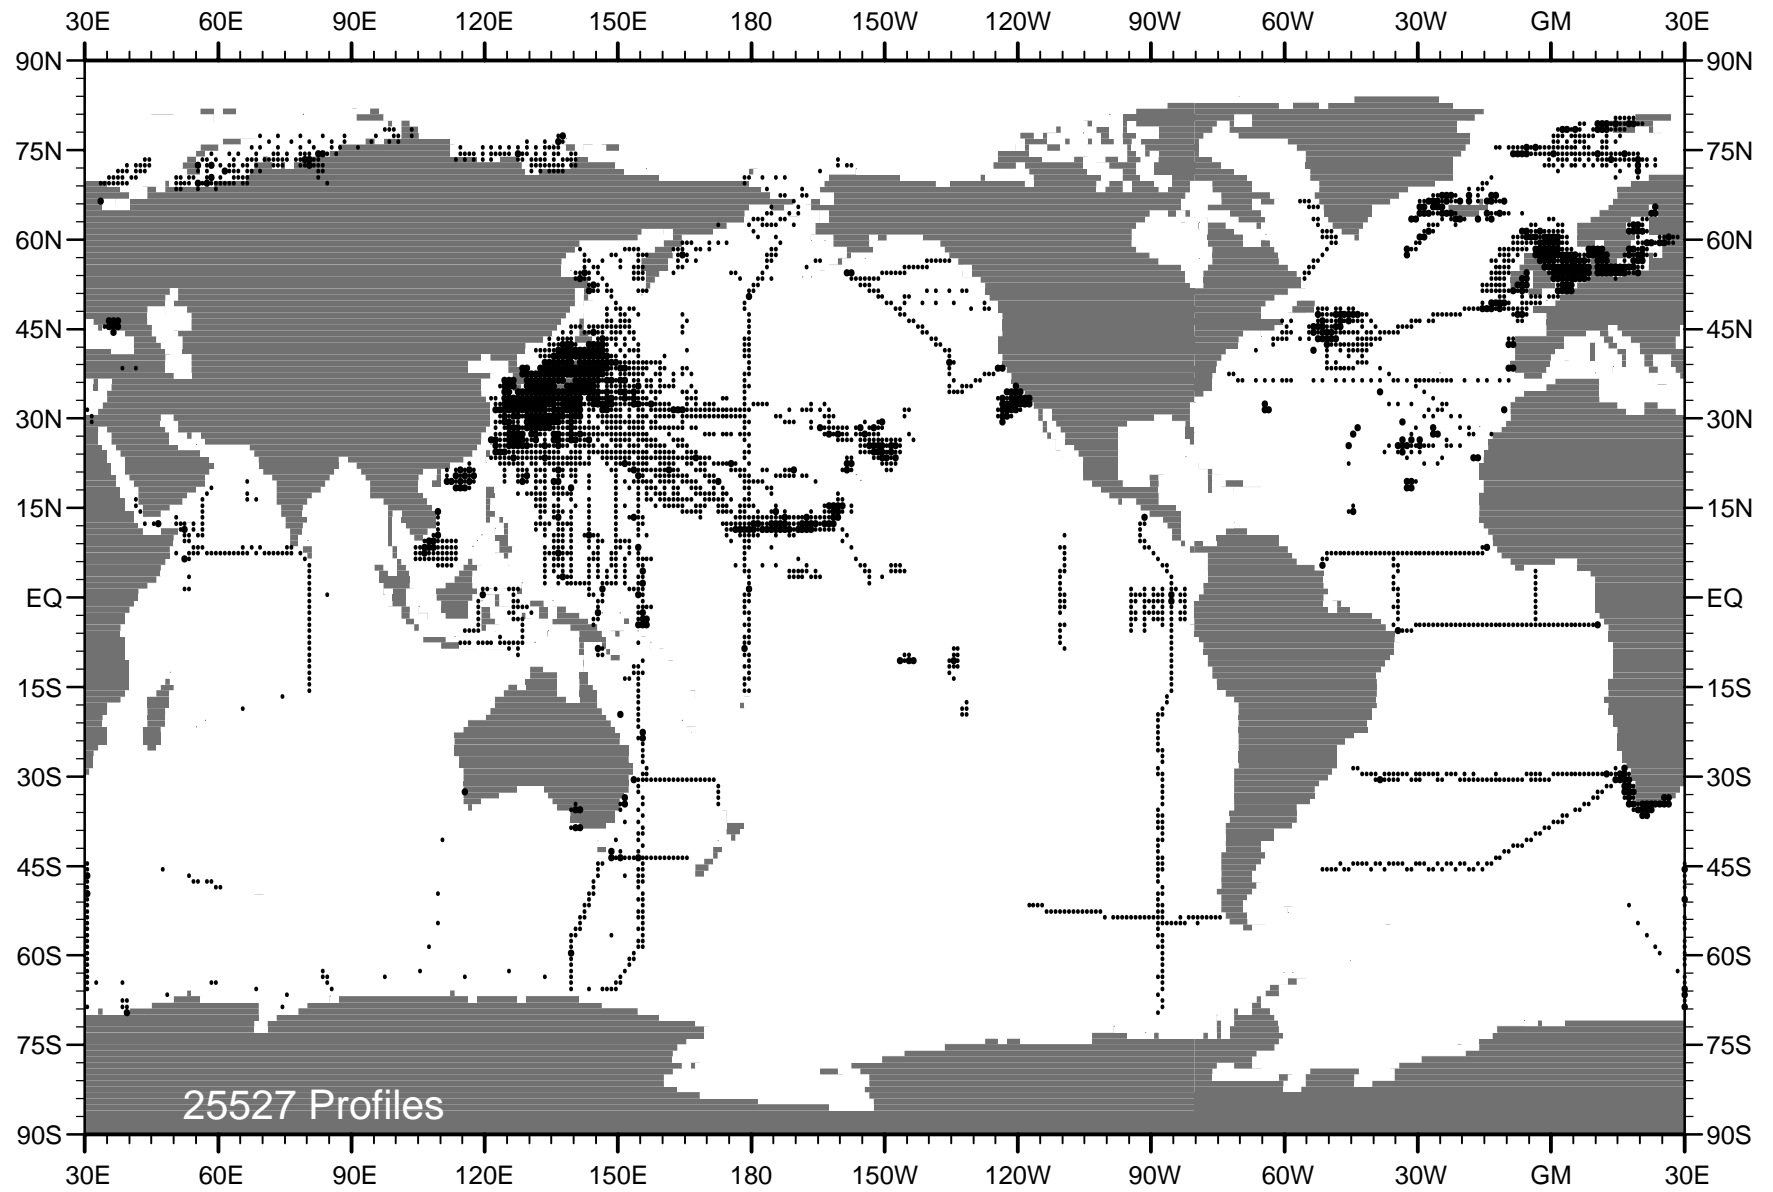 30E 60E 90E 120E 150E 180 150W 120W 90W 60W 30W GM 30E
90N 90N
75N 75N
60N 60N
45N 45N
30N 30N
15N 15N
EQ EQ
15S 15S
30S 30S
45S 45S
60S 60S
75S 75S
25527 Profiles
90S 90S
30E 60E 90E 120E 150E 180 150W 120W 90W 60W 30W GM 30E